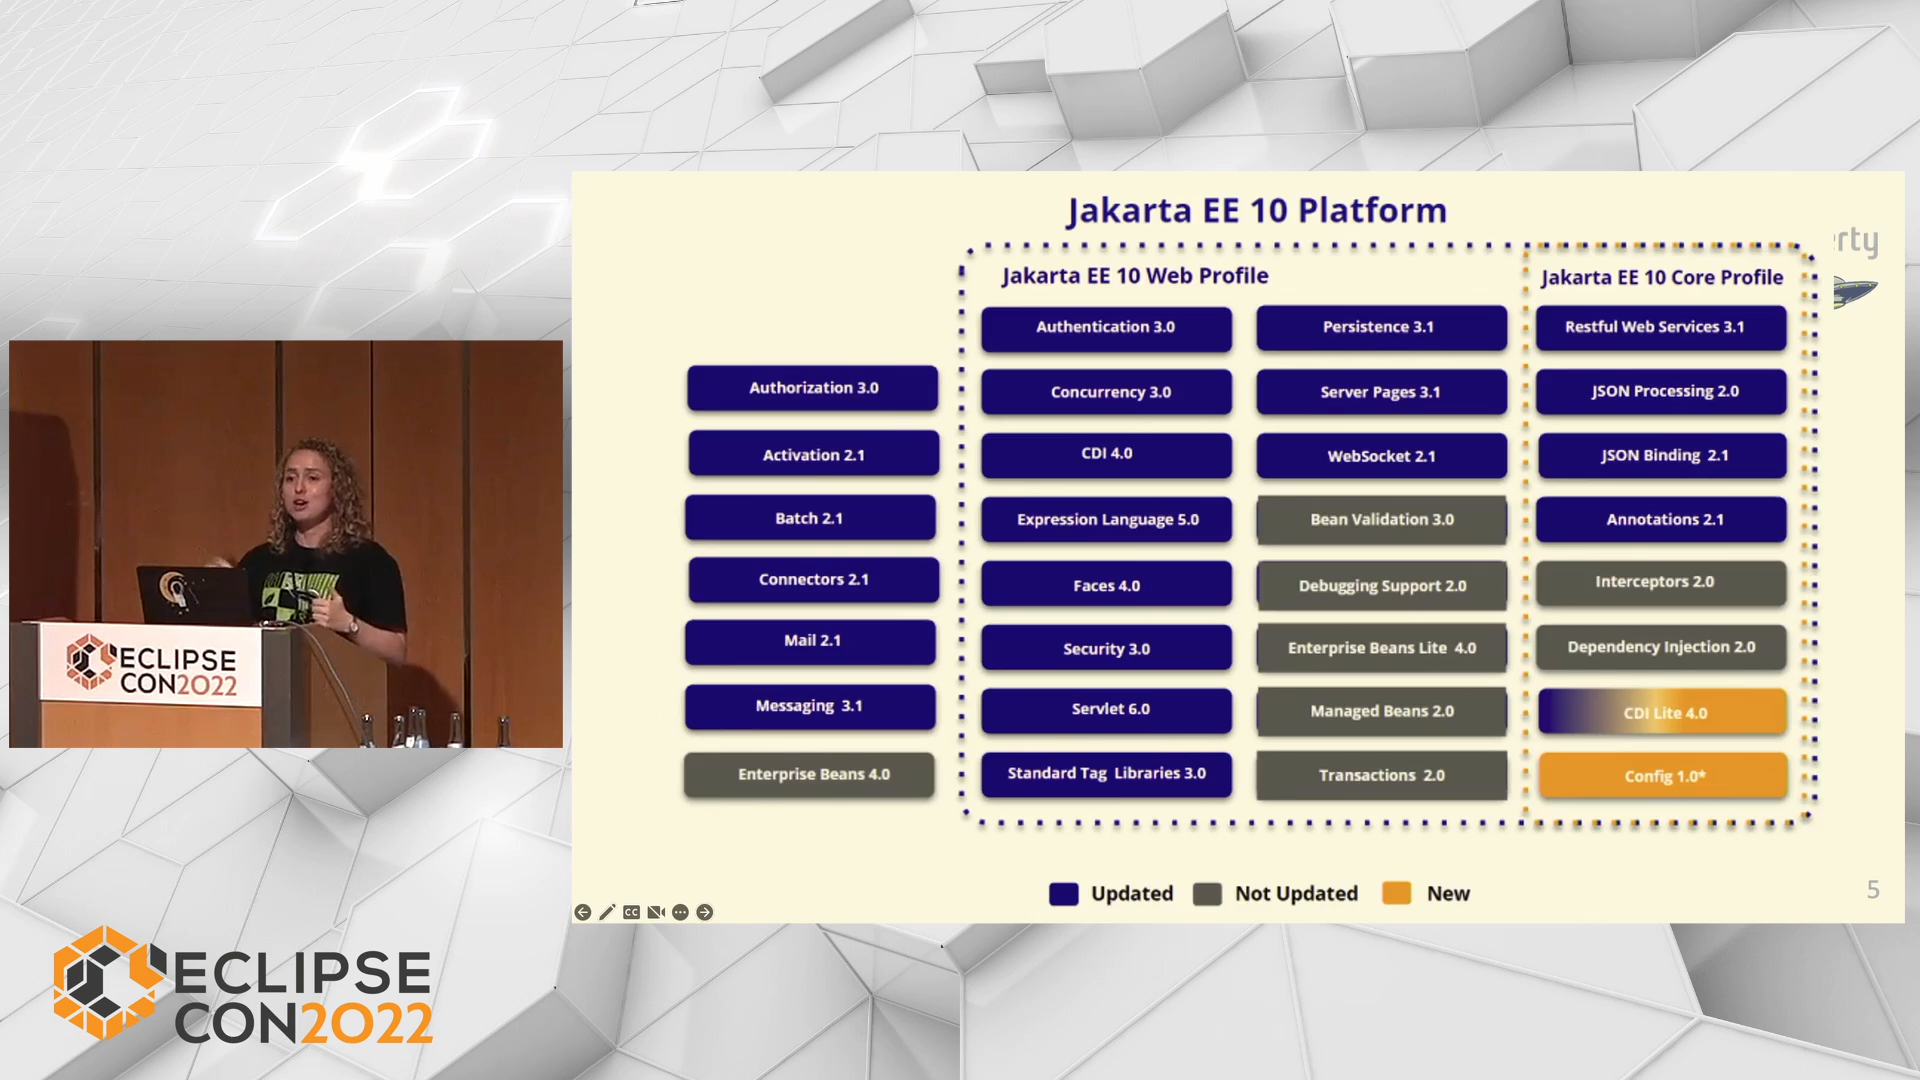 Jakarta EE 10 Platform
rty
Jakarta EE 10 Web Profile
Jakarta EE 10 Core Profile
Authorization 3.0
Activation 2.1
Batch 2.1
Connectors 2.1
Mail 2.1
Messaging 3.1
Enterprise Beans 4.0
Authentication 3.0
Concurrency 3.0
CDI 4.0
Expression Language 5.0
Faces 4.0
Security 3.0
Servlet 6.0
Standard Tag Libraries 3.0
Persistence 3.1
Server Pages 3.1
WebSocket 2.1
Bean Validation 3.0
Debugging Support 2.0
Enterprise Beans Lite 4.0
Managed Beans 2.0
Transactions 2.0
Restful Web Services 3.1
JSON Processing 2.0
JSON Binding 2.1
Annotations 2.1
Interceptors 2.0
Dependency Injection 2.0
CDI Lite 4.0
Config 1.0*
Updated
Not Updated
New
5
CC
ECLIPSE
CON2022
ECLIPSE
CON2022